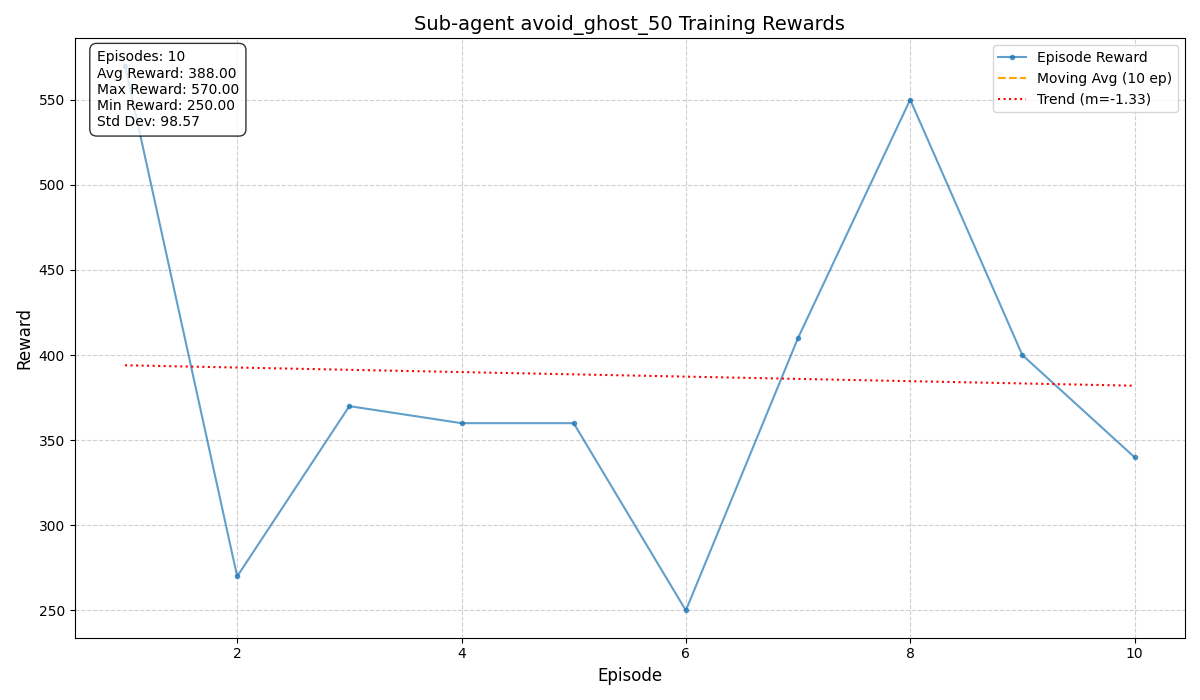 Sub-agent avoid_ghost_50 Training Rewards
Episodes: 10
Avg Reward: 388.00
Max Reward: 570.00
Min Reward: 250.00
Std Dev: 98.57
Episode Reward
Moving Avg (10 ep)
Trend (m=-1.33)
550
500
450
400
350
300
250
Reward
2 4 6 8 10
Episode